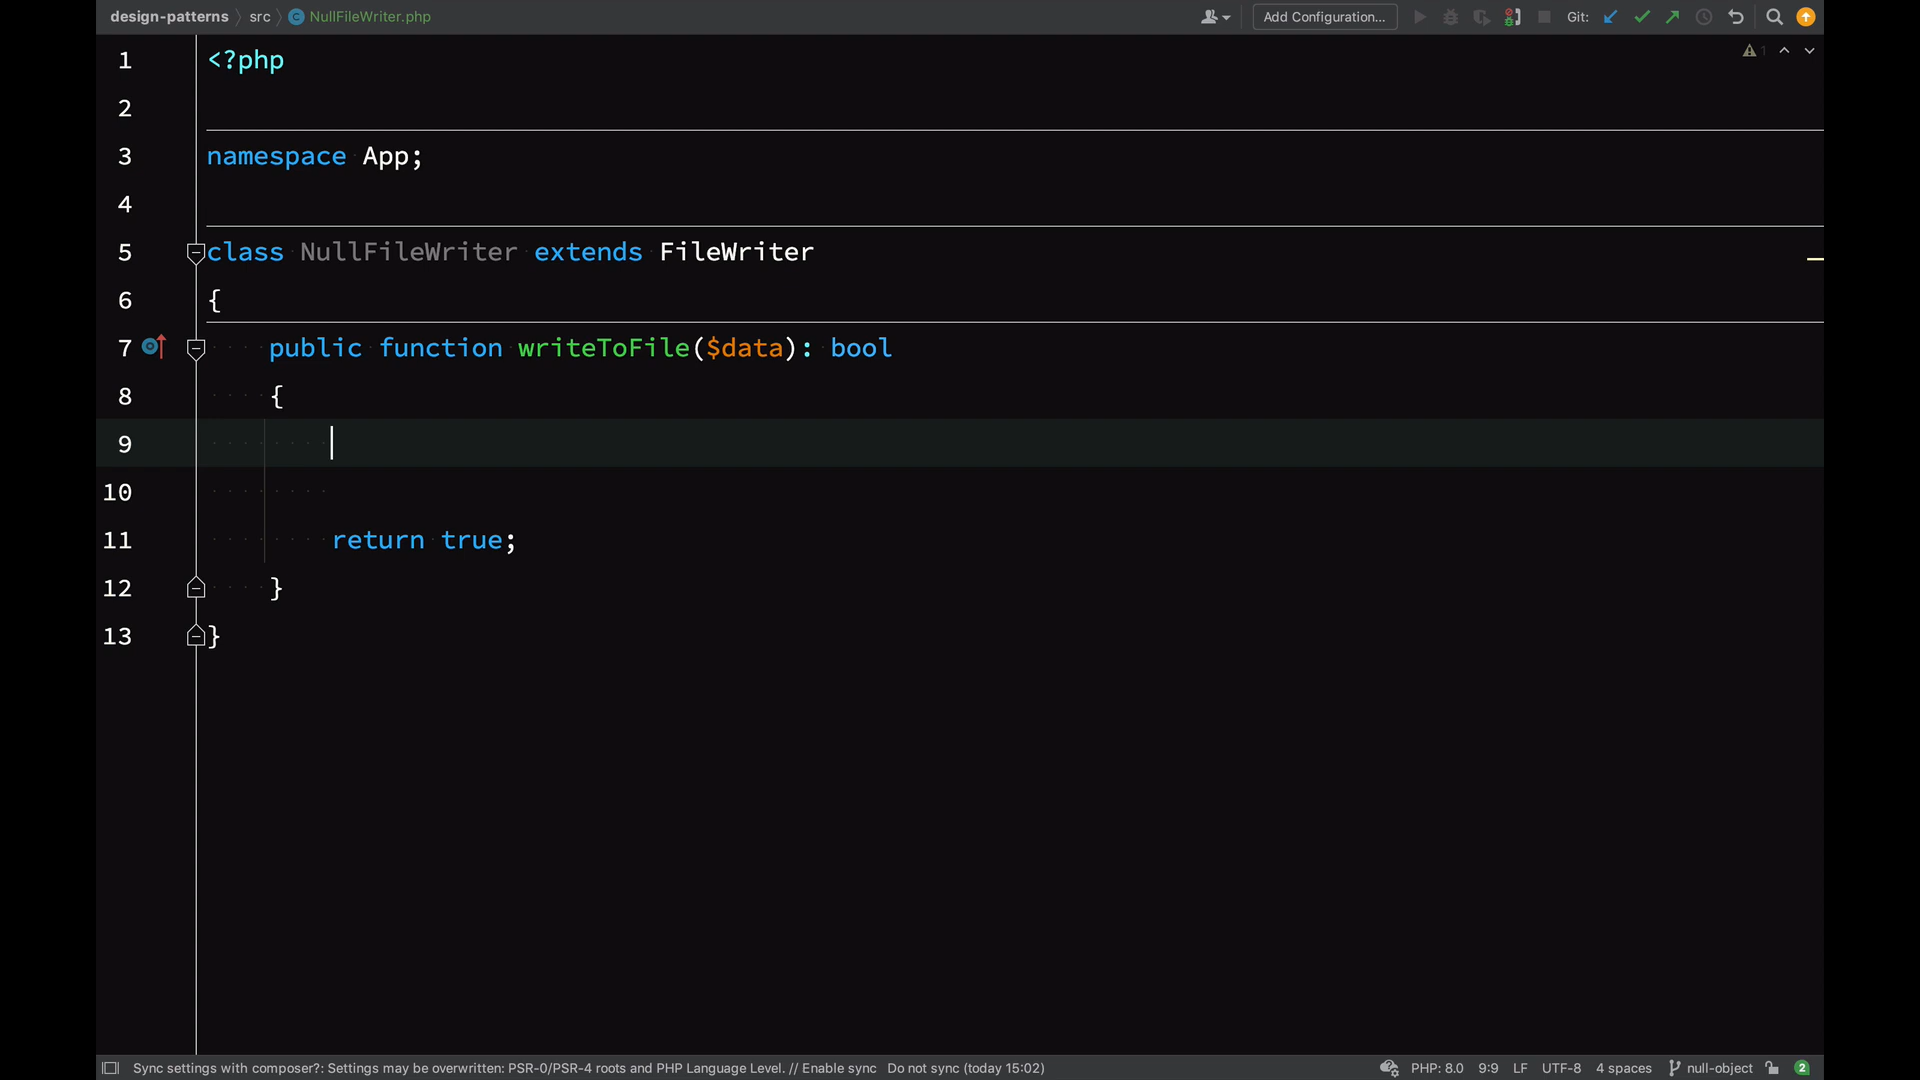 design-patterns src NullFileWriter.php Add Configuration... Git:
1 <?php 1
2
3 namespace App;
4
5 class NullFileWriter extends FileWriter
6 {
7 public function writeToFile($data): bool
8 {
9
10
11 return true;
12 }
13 }
Sync settings with composer?: Settings may be overwritten: PSR-0/PSR-4 roots and PHP Language Level. // Enable sync Do not sync (today 15:02) PHP: 8.0 9:9 LF UTF-8 4 spaces null-object 2